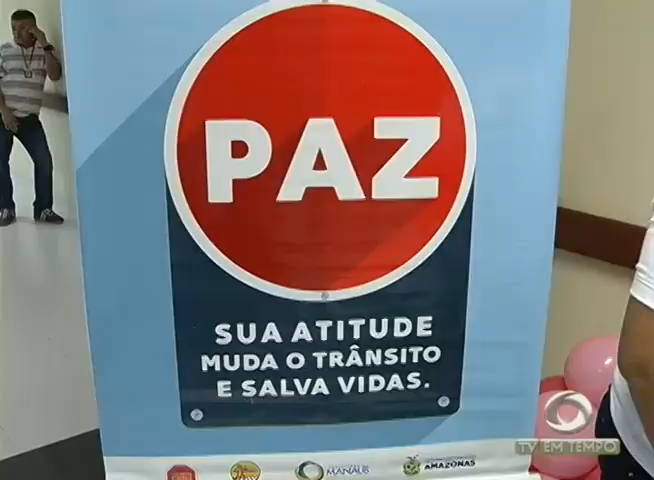 PAZ
SUA ATITUDE
MUDA O TRÂNSITO
E SALVA VIDAS.
MANAUS
AMAZONAS
TV EM TEMPO